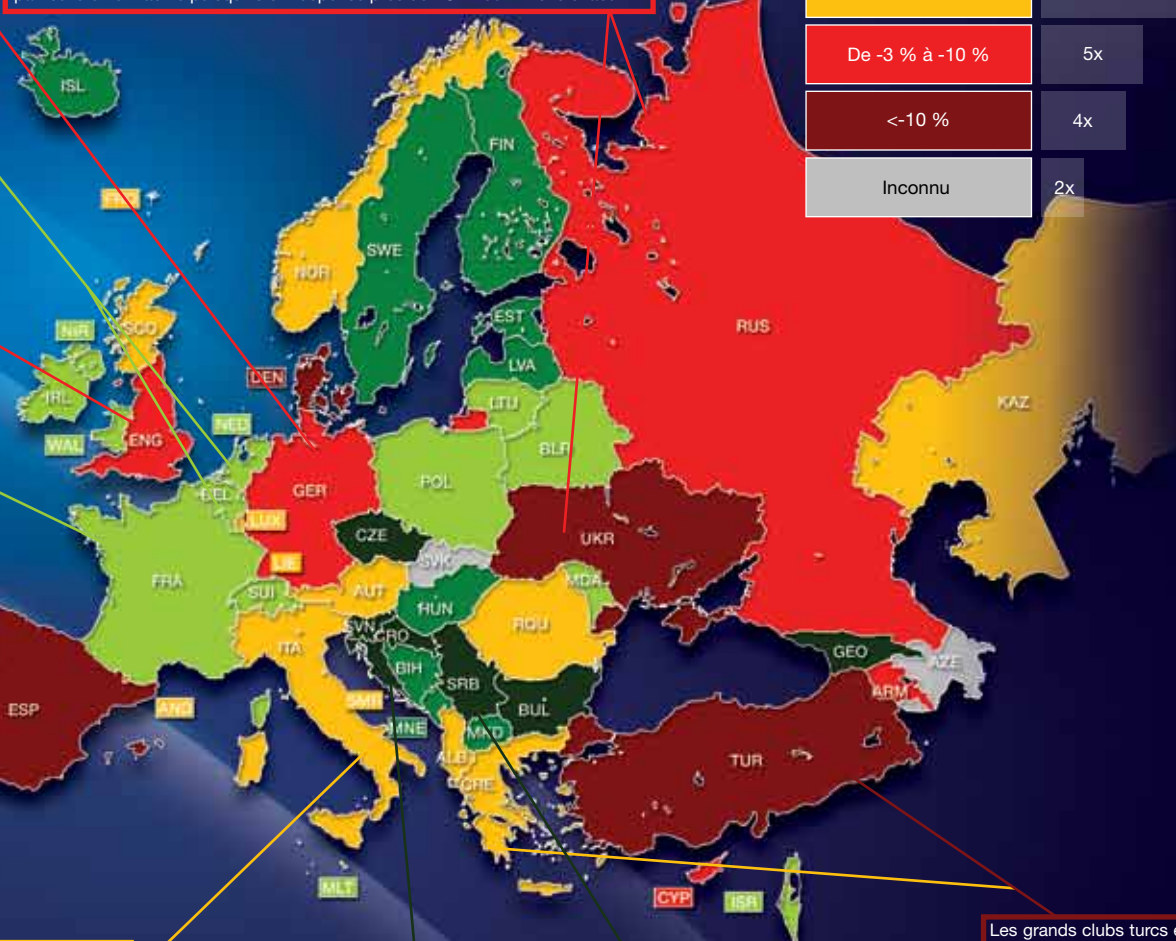 De -3 % à -10 %
5x
<-10 %
4x
Inconnu
2x
ISL
FIN
SWE
NOR
RUS
EST
SCO
NIR
LVA
DEN
IRL
LTU
KAZ
NED
WAL
ENG
BLR
GER
POL
BEL
LUX
CZE
UKR
LIE
SVK
FRA
MDA
SUI
AUT
HUN
ROU
SVN
CRO
ITA
GEO
AZE
BIH
SRB
ARM
SMR
AND
ESP
BUL
MNE
MKD
ALB
TUR
GRE
MLT
CYP
ISR
Les grands clubs turcs